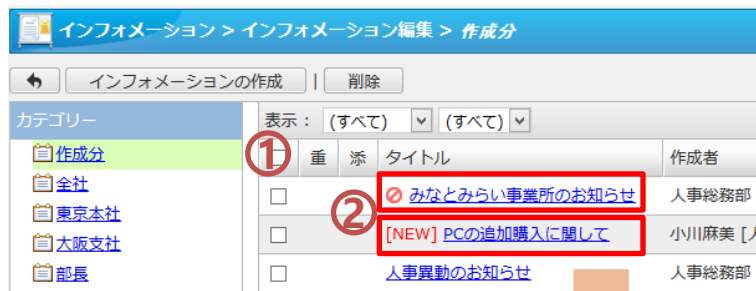 インフォメーション > インフォメーション編集 > 作成分
インフォメーションの作成 | 削除
カテゴリー
作成分
全社
東京本社
大阪支社
部長
表示： (すべて) (すべて)
①
重 添 タイトル 作成者
みなとみらい事業所のお知らせ 人事総務部
②
[NEW] PCの追加購入に関して 小川麻美 [人
人事異動のお知らせ 人事総務部